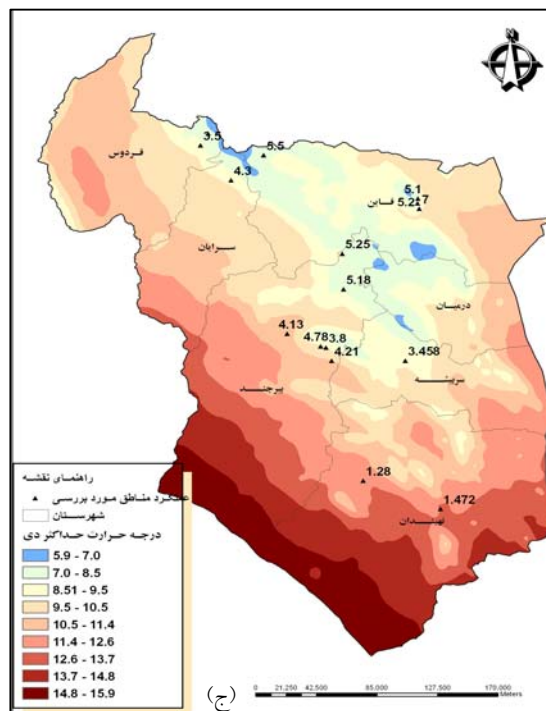 N
3.5
5.5
فردوس
4.3
5.1
7
5.2
قاین
سرایان
5.25
5.18
درمیان
4.13
4.78
3.8
4.21
3.458
سربیشه
بیرجند
1.28
1.472
نهبندان
راهنمای نقشه
عملکرد مناطق مورد بررسی
شهرستان
درجه حرارت حداکثر دی
5.9 - 7.0
7.0 - 8.5
8.51 - 9.5
9.5 - 10.5
10.5 - 11.4
11.4 - 12.6
12.6 - 13.7
13.7 - 14.8
14.8 - 15.9
(ج)
0 21,250 42,500 85,000 127,500 170,000
Meters